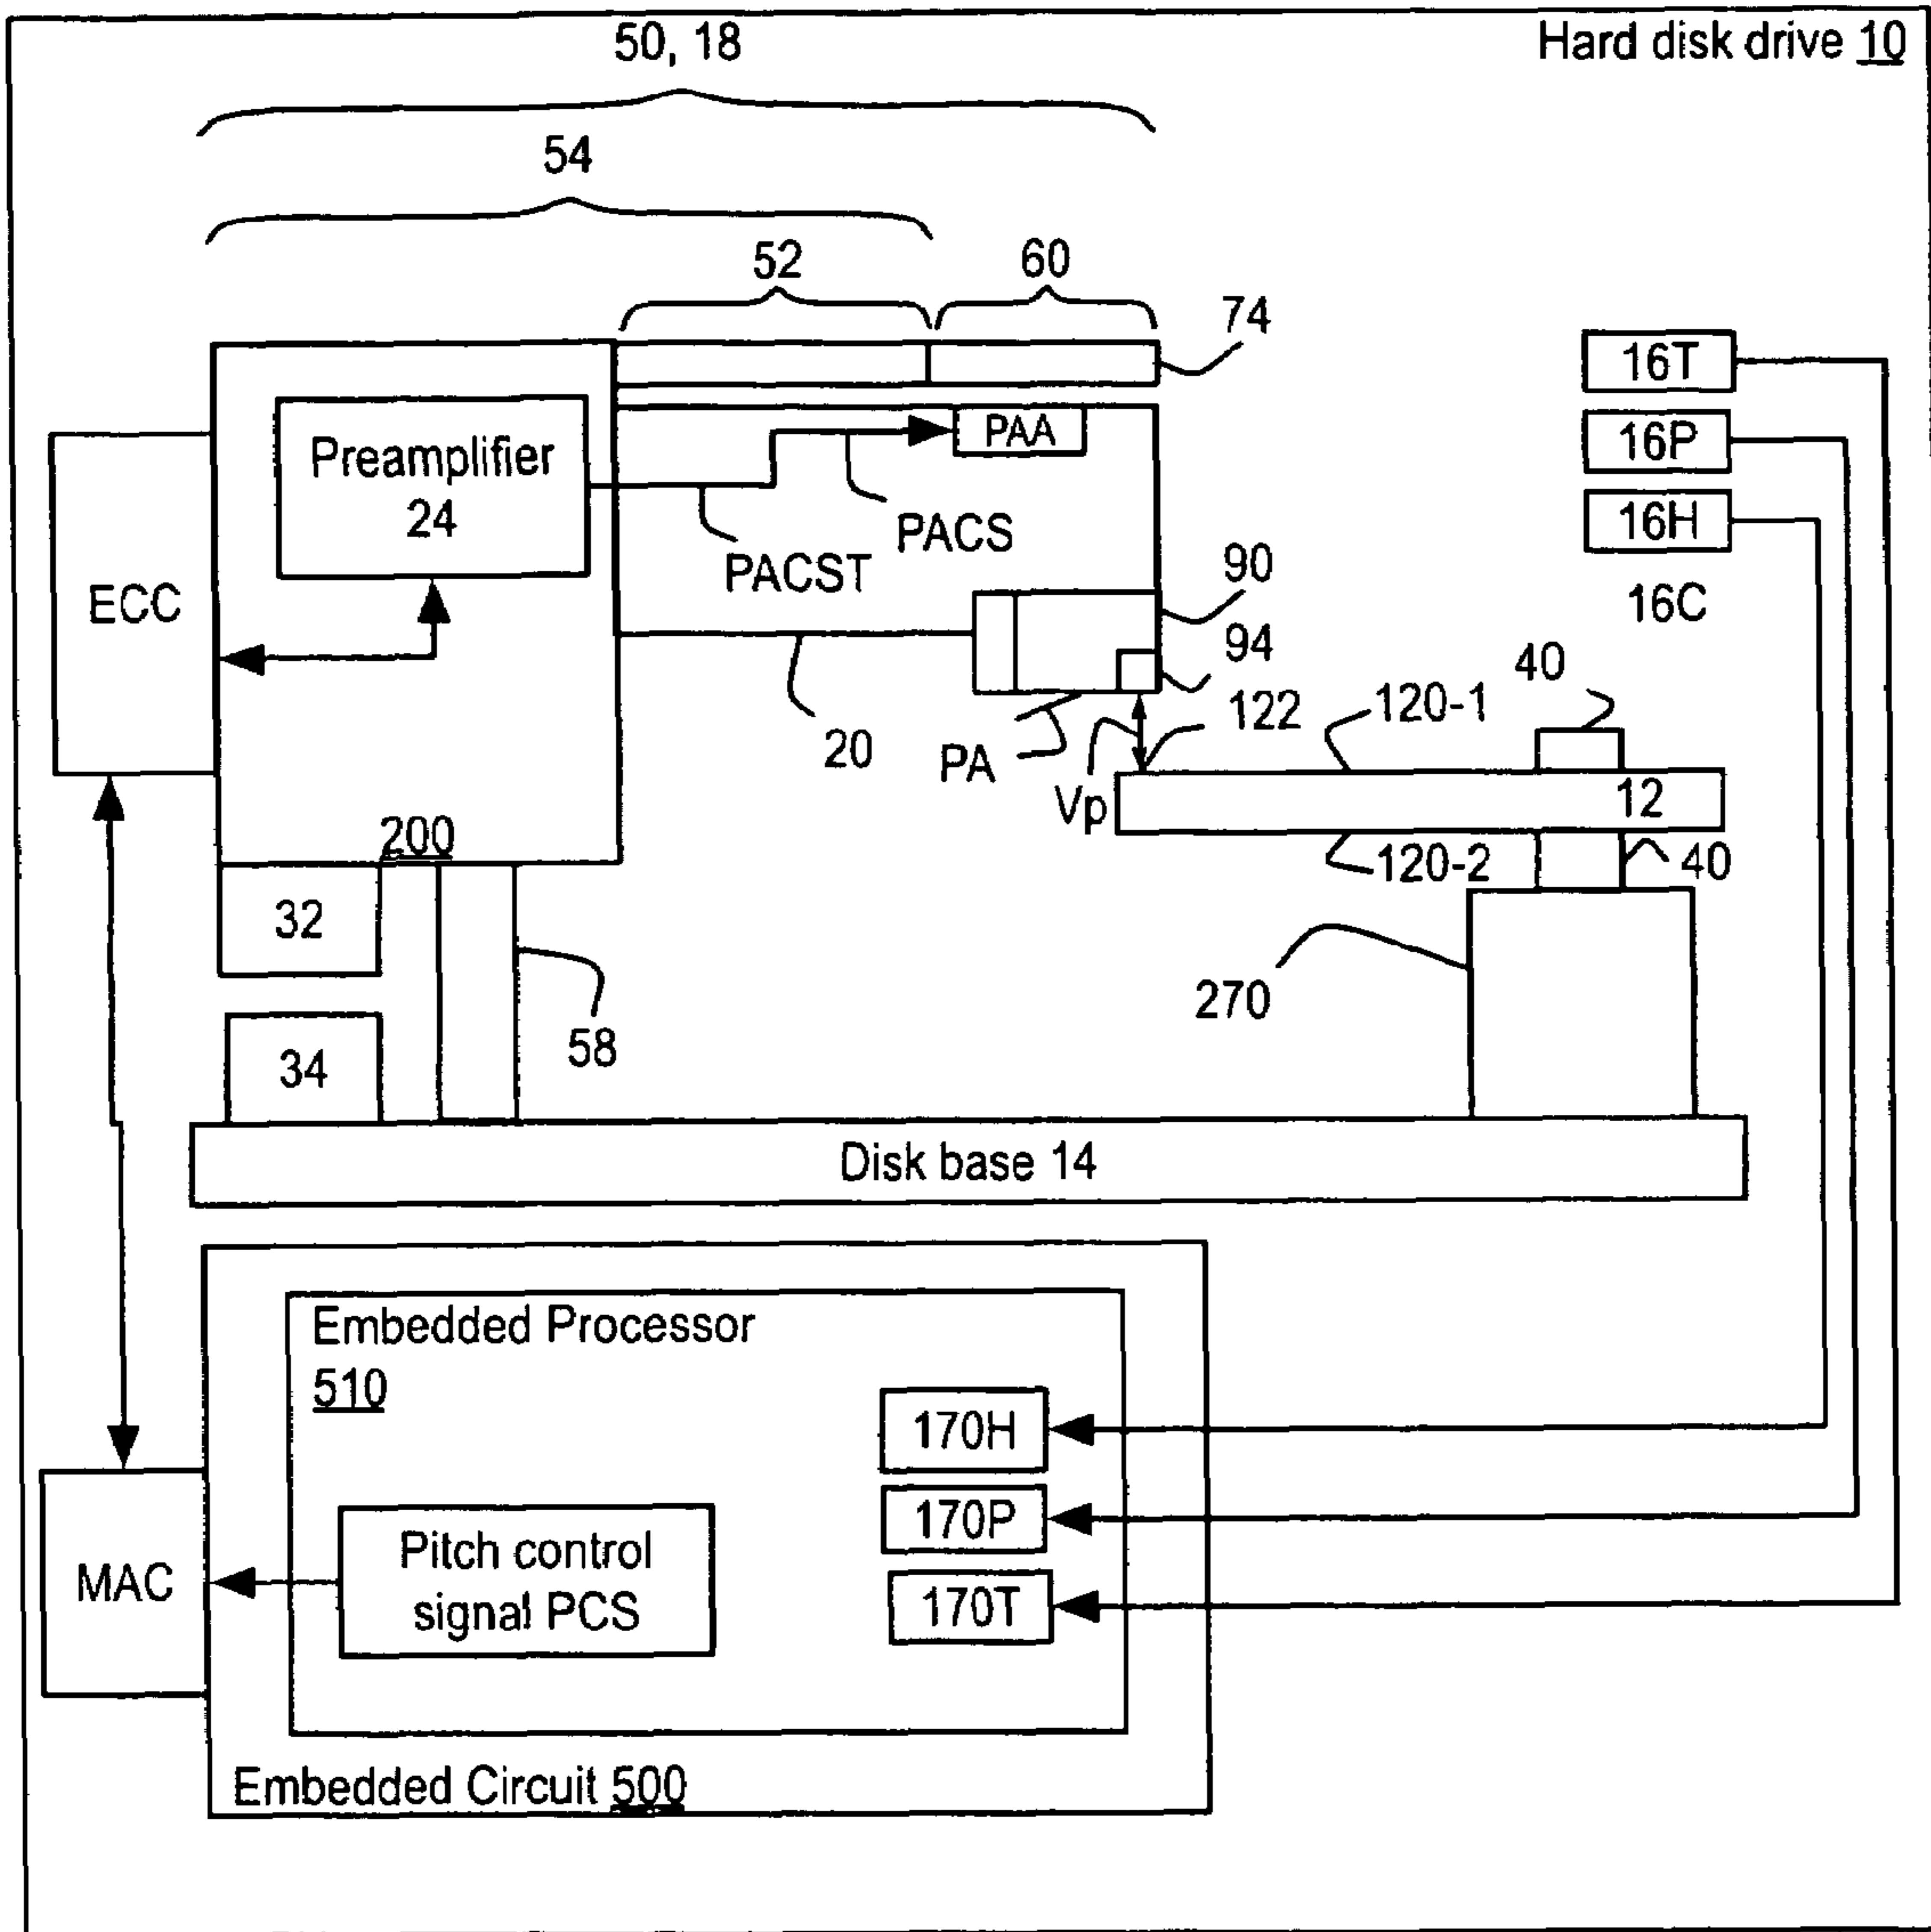 50, 18
Hard disk drive 10
54
52
60
74
16T
PAA
16P
Preamplifier
24
16H
PACS
PACST
90
ECC
16C
94
40
122
120-1
20
PA
Vp
12
200
120-2
40
32
270
58
34
Disk base 14
Embedded Processor
510
170H
170P
Pitch control
signal PCS
MAC
170T
Embedded Circuit 500